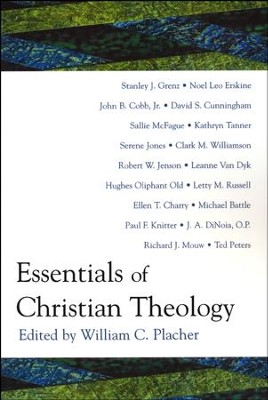 Stanley J. Grenz • Noel Leo Erskine
John B. Cobb, Jr. • David S. Cunningham
Sallie McFague • Kathryn Tanner
Serene Jones • Clark M. Williamson
Robert W. Jenson • Leanne Van Dyk
Hughes Oliphant Old • Letty M. Russell
Ellen T. Charry • Michael Battle
Paul F. Knitter • J. A. DiNoia, O.P.
Richard J. Mouw • Ted Peters
Essentials of
Christian Theology
Edited by William C. Placher